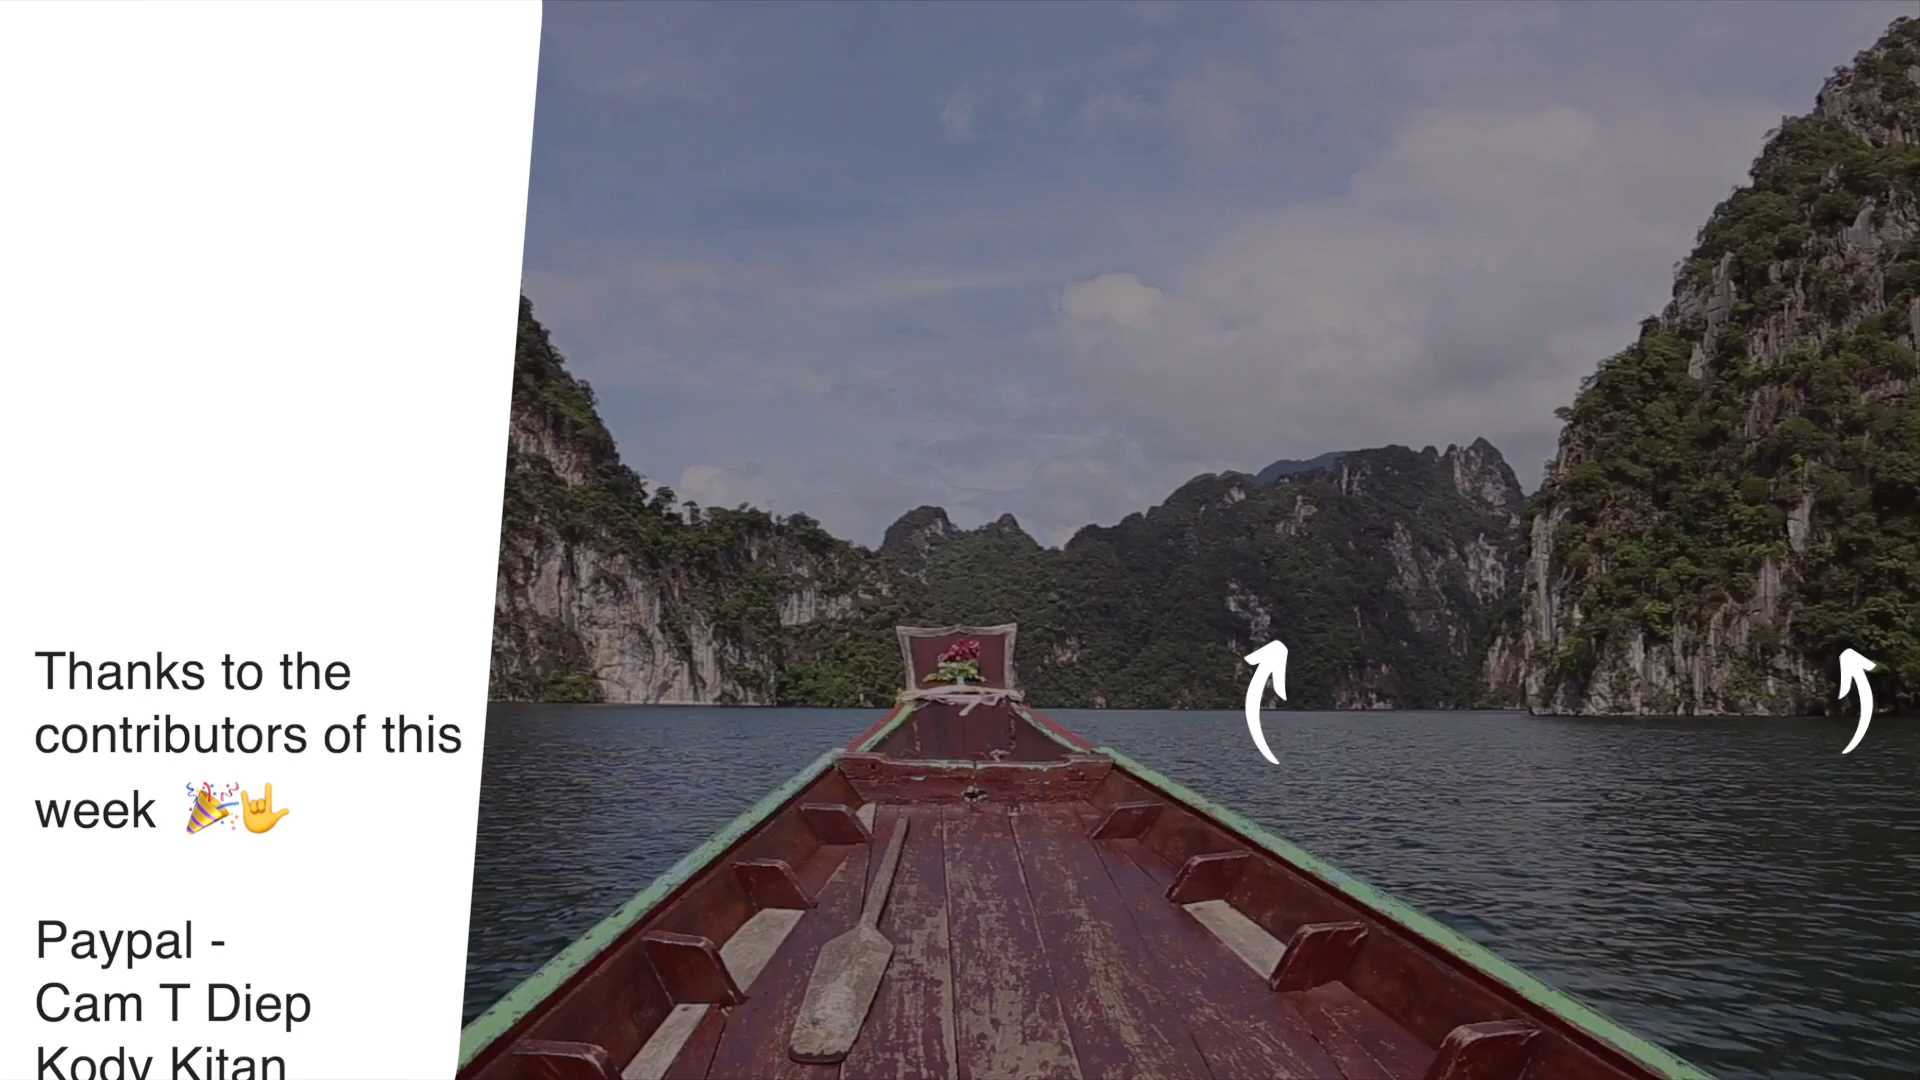 Thanks to the
contributors of this
week 🎉🤟
Paypal -
Cam T Diep
Kody Kitan